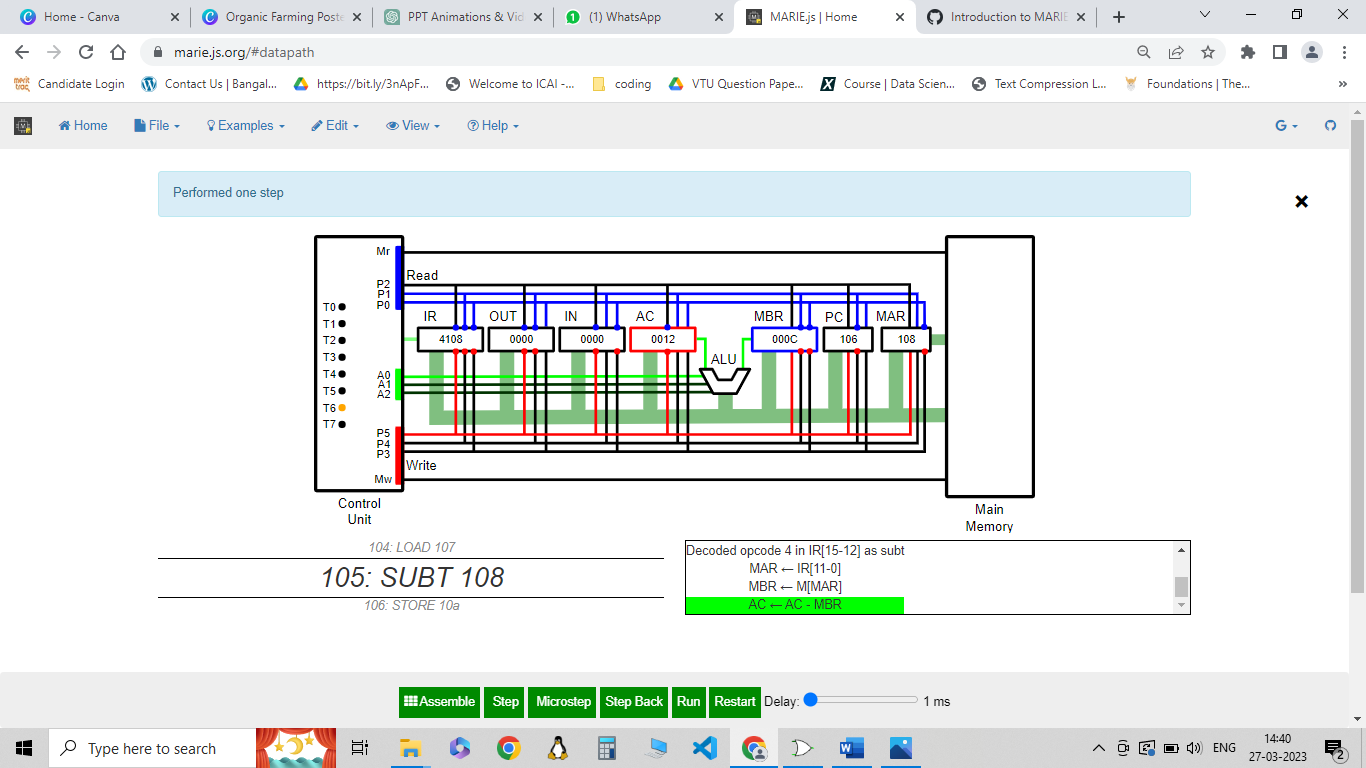 Home - Canva
Organic Farming Poste
PPT Animations & Vid
(1) WhatsApp
MARIE.js | Home
Introduction to MARIE
marie.js.org/#datapath
Candidate Login
Contact Us | Bangal...
https://bit.ly/3nApF...
Welcome to ICAI -...
coding
VTU Question Pape...
Course | Data Scien...
Text Compression L...
Foundations | The...
»
Home
File
Examples
Edit
View
Help
G
Performed one step
Mr
Read
P2
P1
P0
T0
T1
T2
T3
T4
T5
T6
T7
IR
OUT
IN
AC
MBR
PC
MAR
4108
0000
0000
0012
000C
106
108
ALU
A0
A1
A2
P5
P4
P3
Write
Mw
Control
Unit
Main
Memory
104: LOAD 107
105: SUBT 108
106: STORE 10a
Decoded opcode 4 in IR[15-12] as subt
MAR ← IR[11-0]
MBR ← M[MAR]
AC ← AC - MBR
Assemble
Step
Microstep
Step Back
Run
Restart
Delay:
1 ms
Type here to search
ENG
14:40
27-03-2023
2